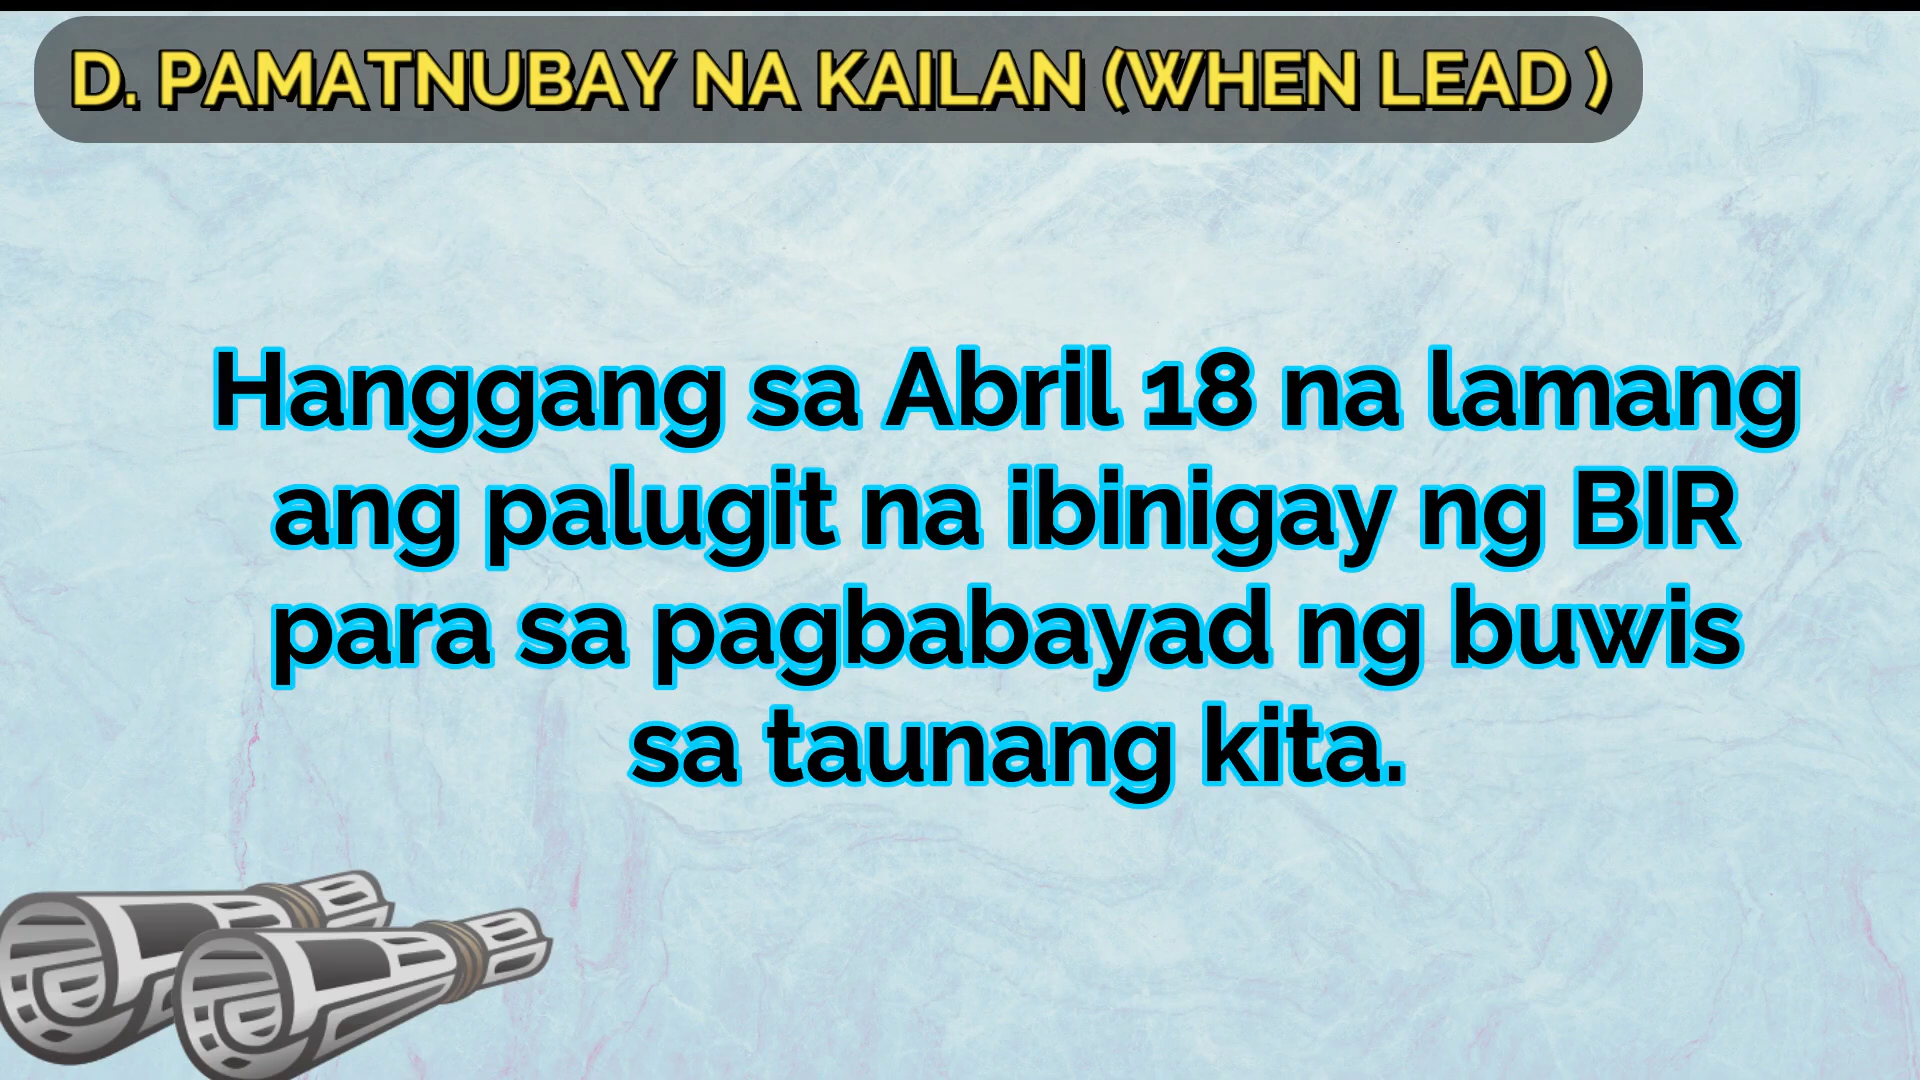 D. PAMATNUBAY NA KAILAN (WHEN LEAD )
Hanggang sa Abril 18 na lamang
ang palugit na ibinigay ng BIR
para sa pagbabayad ng buwis
sa taunang kita.